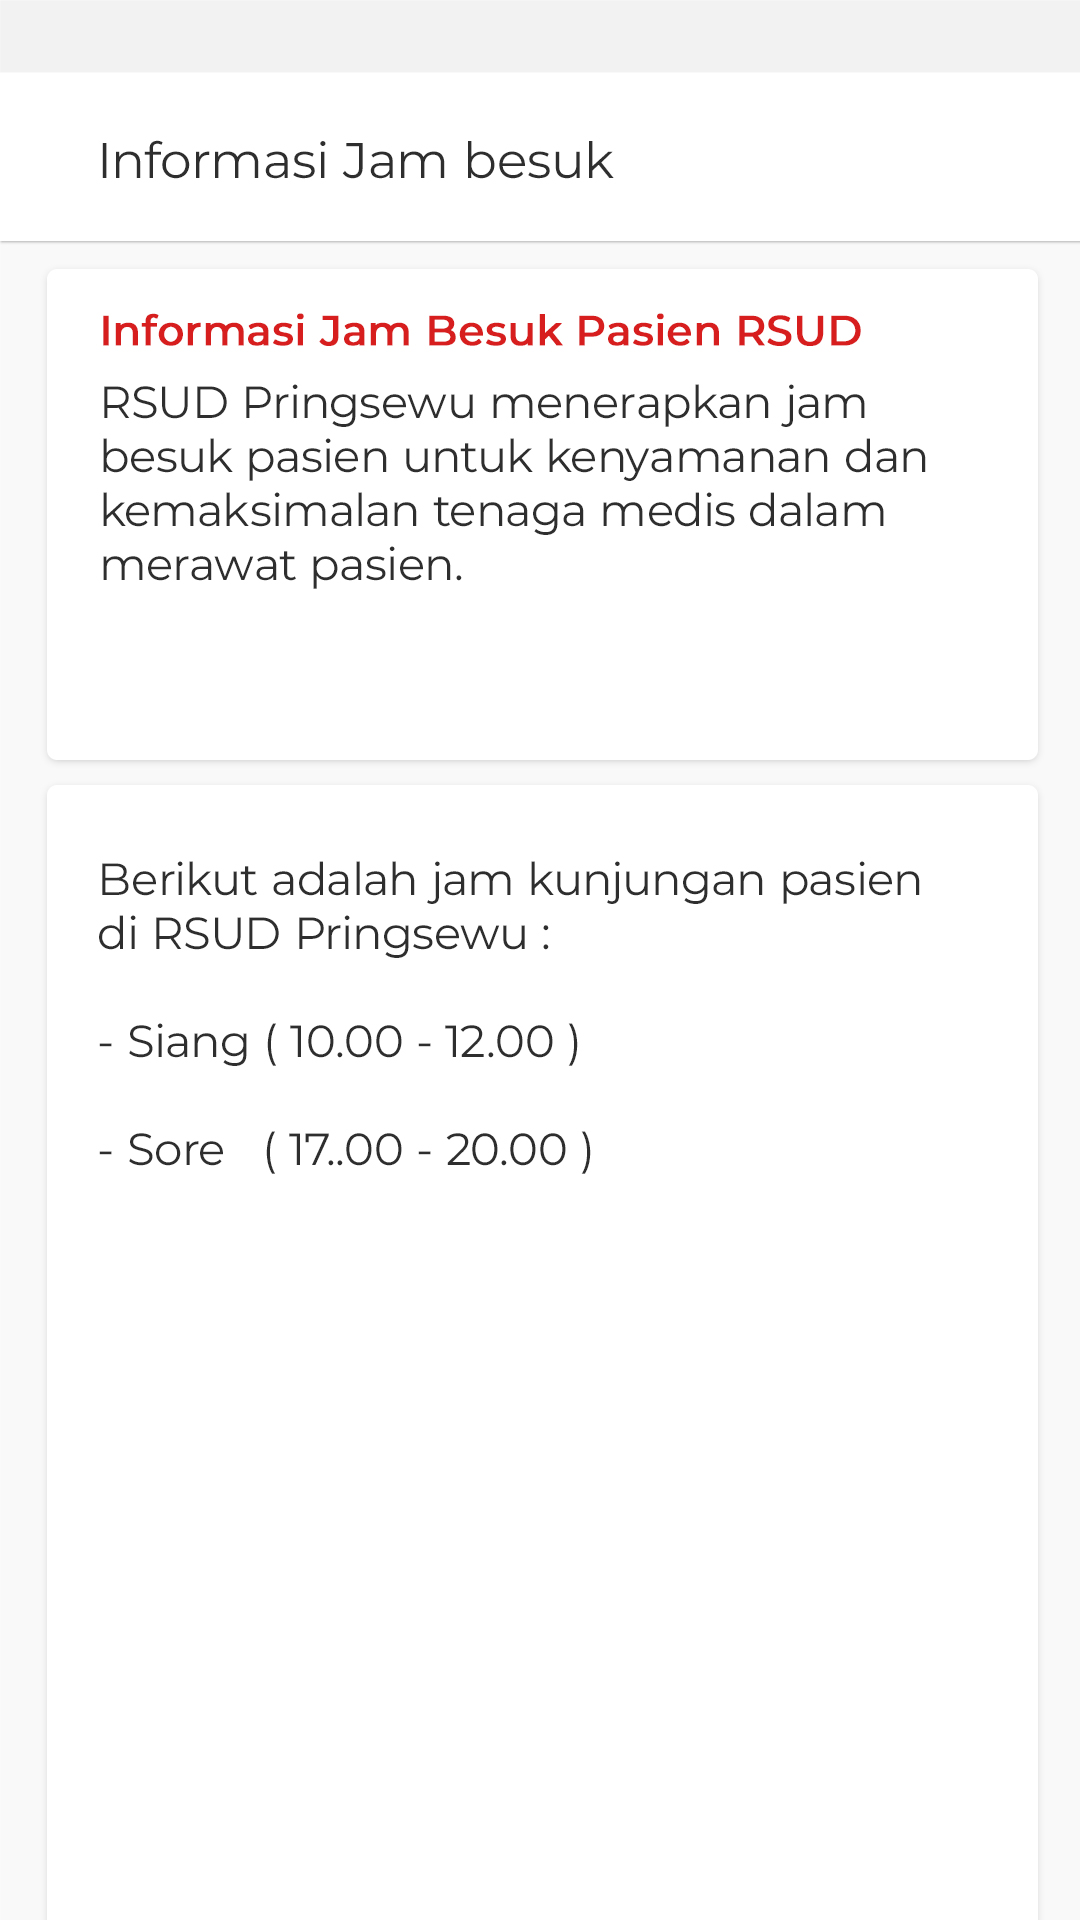 Informasi Jam besuk
Informasi Jam Besuk Pasien RSUD
RSUD Pringsewu menerapkan jam
besuk pasien untuk kenyamanan dan
kemaksimalan tenaga medis dalam
merawat pasien.
Berikut adalah jam kunjungan pasien
di RSUD Pringsewu :
- Siang ( 10.00 - 12.00 )
- Sore   ( 17..00 - 20.00 )